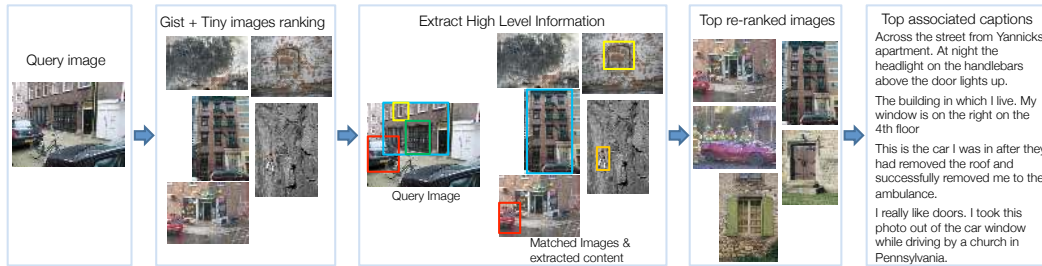 Query image
Gist + Tiny images ranking
Extract High Level Information
Query Image
Matched Images &
extracted content
Top re-ranked images
Top associated captions
Across the street from Yannicks
apartment. At night the
headlight on the handlebars
above the door lights up.
The building in which I live. My
window is on the right on the
4th floor
This is the car I was in after they
had removed the roof and
successfully removed me to the
ambulance.
I really like doors. I took this
photo out of the car window
while driving by a church in
Pennsylvania.